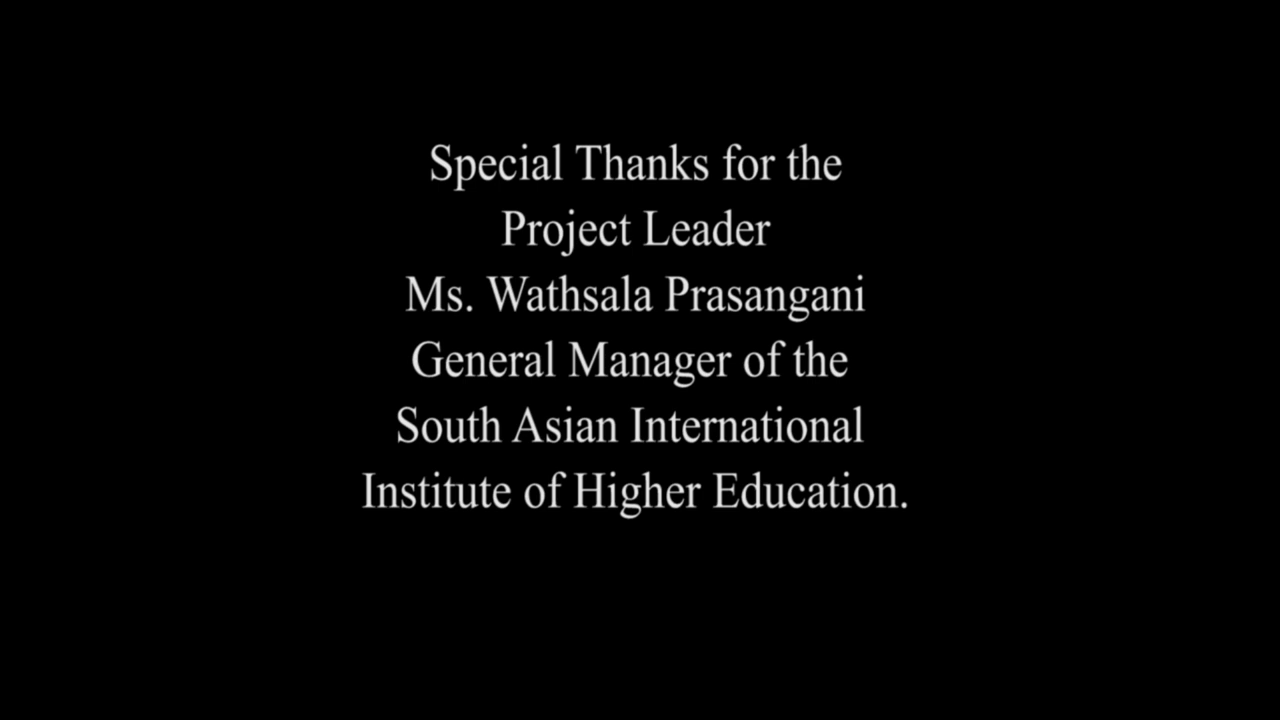 Special Thanks for the
Project Leader
Ms. Wathsala Prasangani
General Manager of the
South Asian International
Institute of Higher Education.